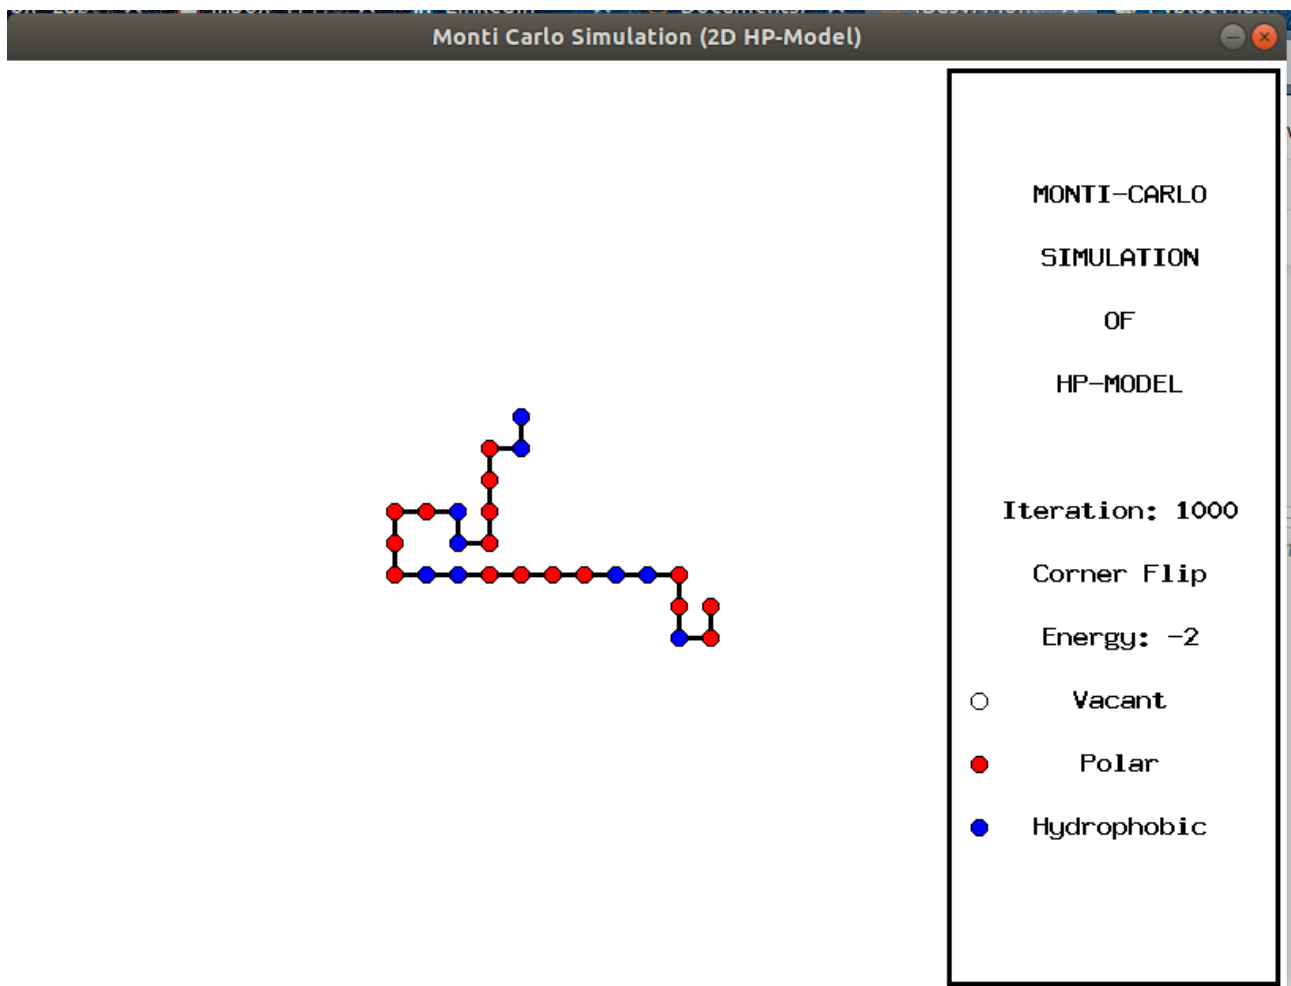 Monti Carlo Simulation (2D HP-Model)
MONTI-CARLO
SIMULATION
OF
HP-MODEL
Iteration: 1000
Corner Flip
Energy: -2
Vacant
Polar
Hydrophobic